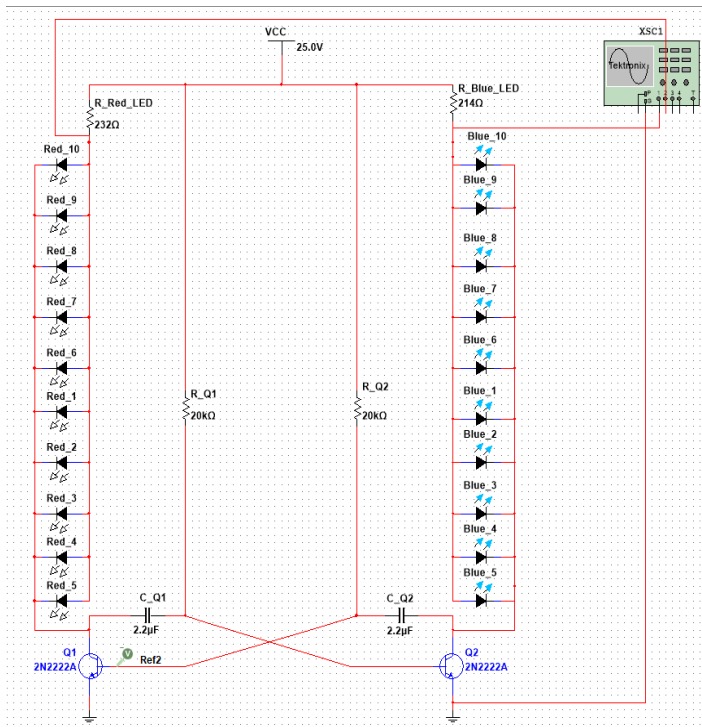 VCC
25.0V
XSC1
Tektronix
P
G
1 2 3 4
T
R_Red_LED
232Ω
R_Blue_LED
214Ω
Red_10
Red_9
Red_8
Red_7
Red_6
Red_1
Red_2
Red_3
Red_4
Red_5
Blue_10
Blue_9
Blue_8
Blue_7
Blue_6
Blue_1
Blue_2
Blue_3
Blue_4
Blue_5
R_Q1
20kΩ
R_Q2
20kΩ
C_Q1
2.2µF
C_Q2
2.2µF
Q1
2N2222A
V
Ref2
Q2
2N2222A